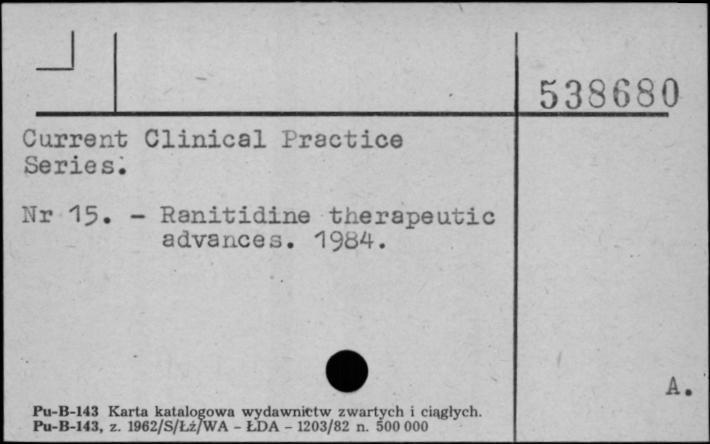 538680
Current Clinical Practice
Series.
Nr 15. - Ranitidine therapeutic
advances. 1984.
A.
Pu-B-143 Karta katalogowa wydawnictw zwartych i ciągłych.
Pu-B-143, z. 1962/S/Łż/WA - ŁDA - 1203/82 n. 500 000